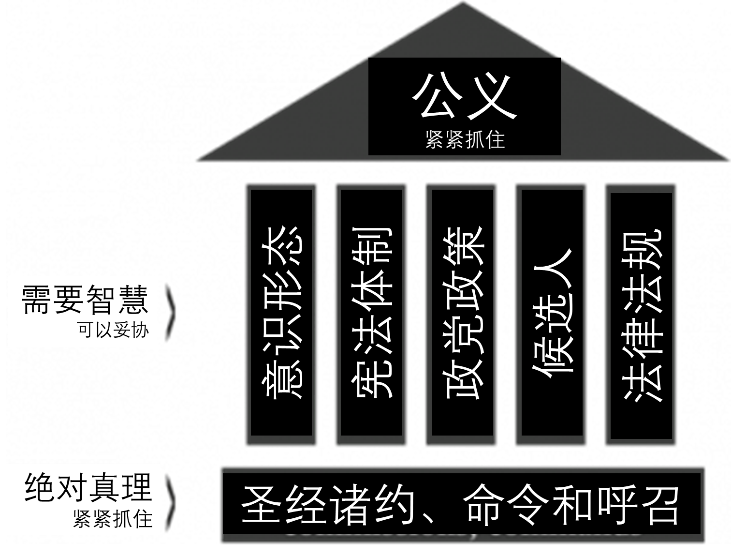 公义
紧紧抓住
意识形态
宪法体制
政党政策
候选人
法律法规
需要智慧
可以妥协
绝对真理
紧紧抓住
圣经诸约、命令和呼召